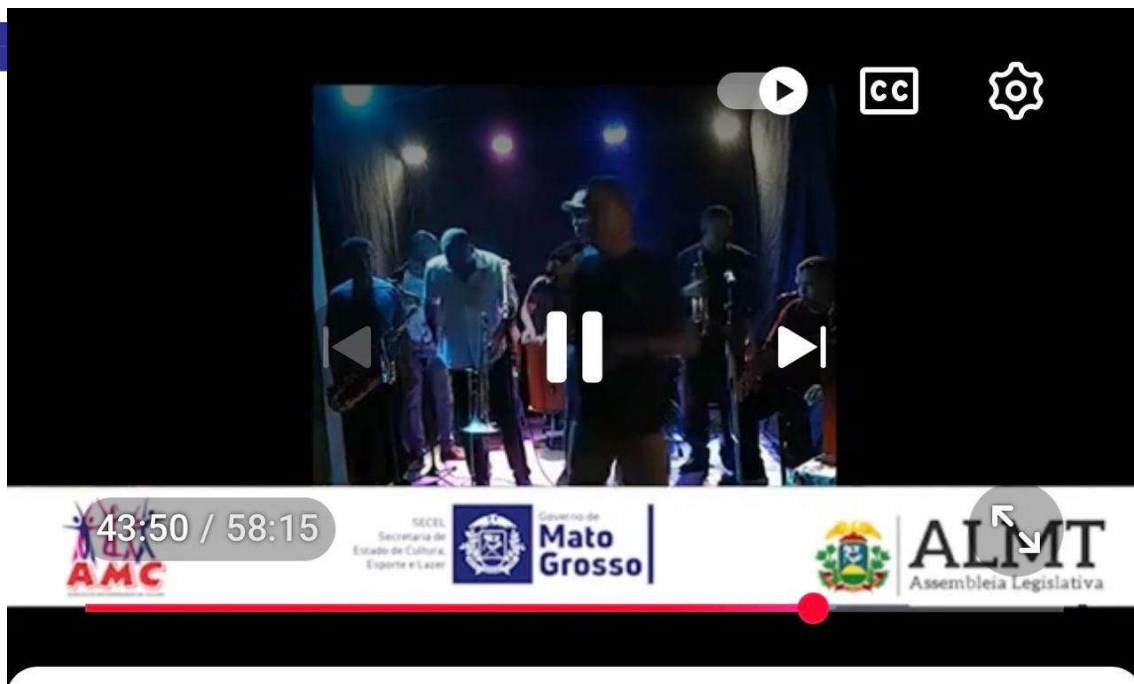 CC
43:50 / 58:15
AMC
SECEL
Secretaria de
Estado de Cultura,
Esporte e Lazer
Governo de
Mato
Grosso
ALMT
Assembleia Legislativa